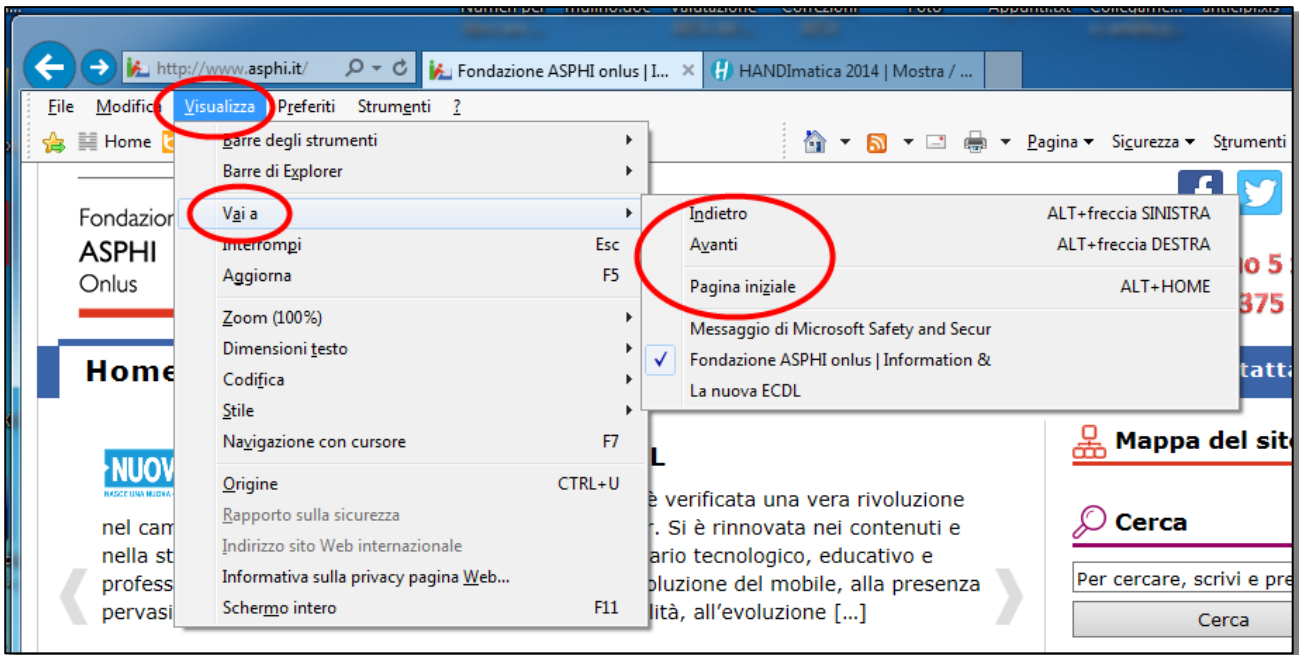 http://www.asphi.it/
Fondazione ASPHI onlus | I...
HANDImatica 2014 | Mostra / ...
File Modifica Visualizza Preferiti Strumenti ?
Home
Pagina Sicurezza Strumenti
Barre degli strumenti
Barre di Explorer
Vai a
Interrompi Esc
Aggiorna F5
Zoom (100%)
Dimensioni testo
Codifica
Stile
Navigazione con cursore F7
Origine CTRL+U
Rapporto sulla sicurezza
Indirizzo sito Web internazionale
Informativa sulla privacy pagina Web...
Schermo intero F11
Indietro ALT+freccia SINISTRA
Avanti ALT+freccia DESTRA
Pagina iniziale ALT+HOME
Messaggio di Microsoft Safety and Secur
Fondazione ASPHI onlus | Information &
La nuova ECDL
Fondazion
ASPHI
Onlus
o 5
375
Home
tatta
NUOV
L
è verificata una vera rivoluzione
nel cam r. Si è rinnovata nei contenuti e
nella st ario tecnologico, educativo e
profess oluzione del mobile, alla presenza
pervasi lità, all'evoluzione [...]
Mappa del sit
Cerca
Per cercare, scrivi e pre
Cerca